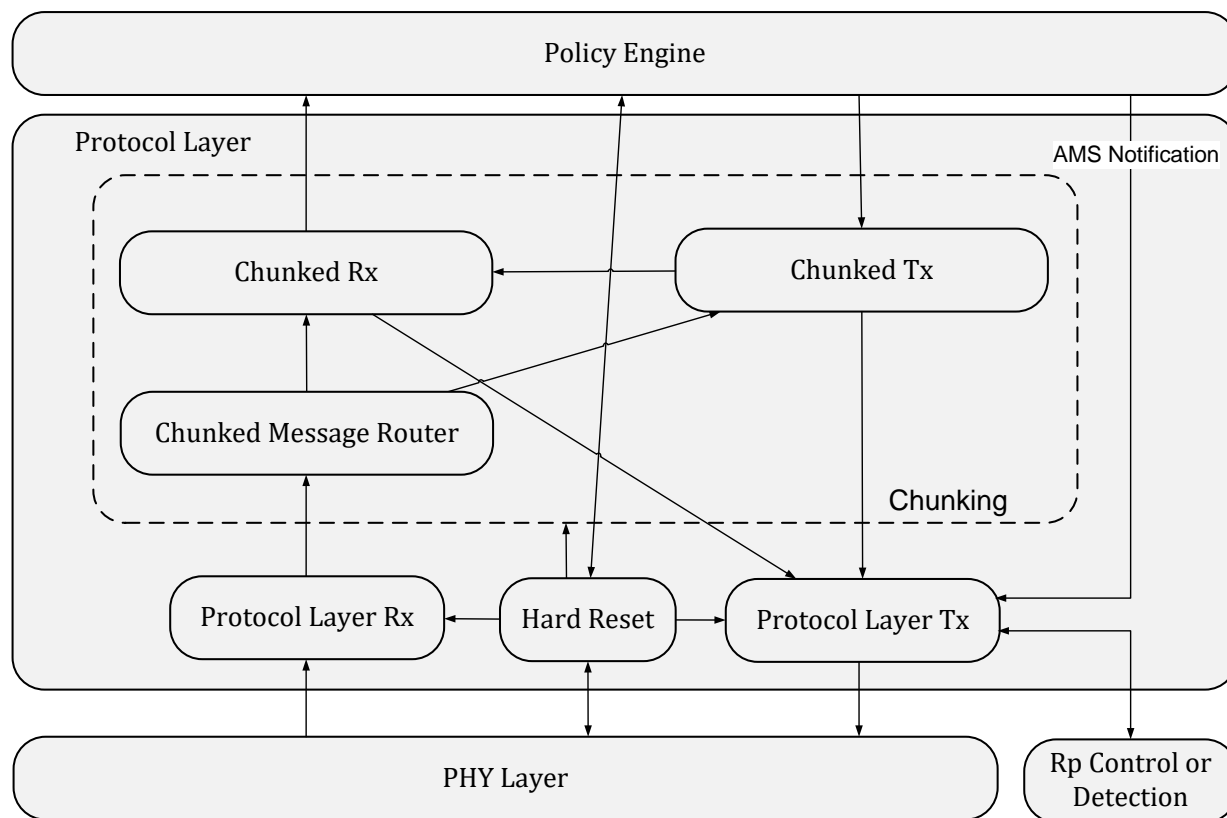 Policy Engine
Protocol Layer
AMS Notification
Chunked Rx
Chunked Tx
Chunked Message Router
Chunking
Protocol Layer Rx
Hard Reset
Protocol Layer Tx
PHY Layer
Rp Control or
Detection